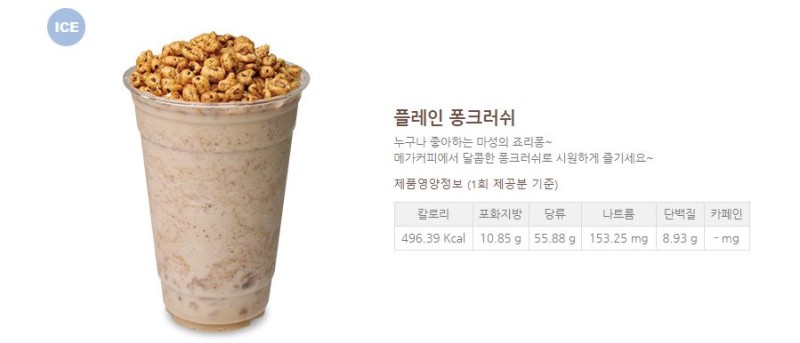 ICE
플레인 퐁크러쉬
누구나 좋아하는 마성의 죠리퐁~
메가커피에서 달콤한 퐁크러쉬로 시원하게 즐기세요~
제품영양정보 (1회 제공분 기준)
칼로리 포화지방 당류 나트륨 단백질 카페인
496.39 Kcal 10.85 g 55.88 g 153.25 mg 8.93 g - mg